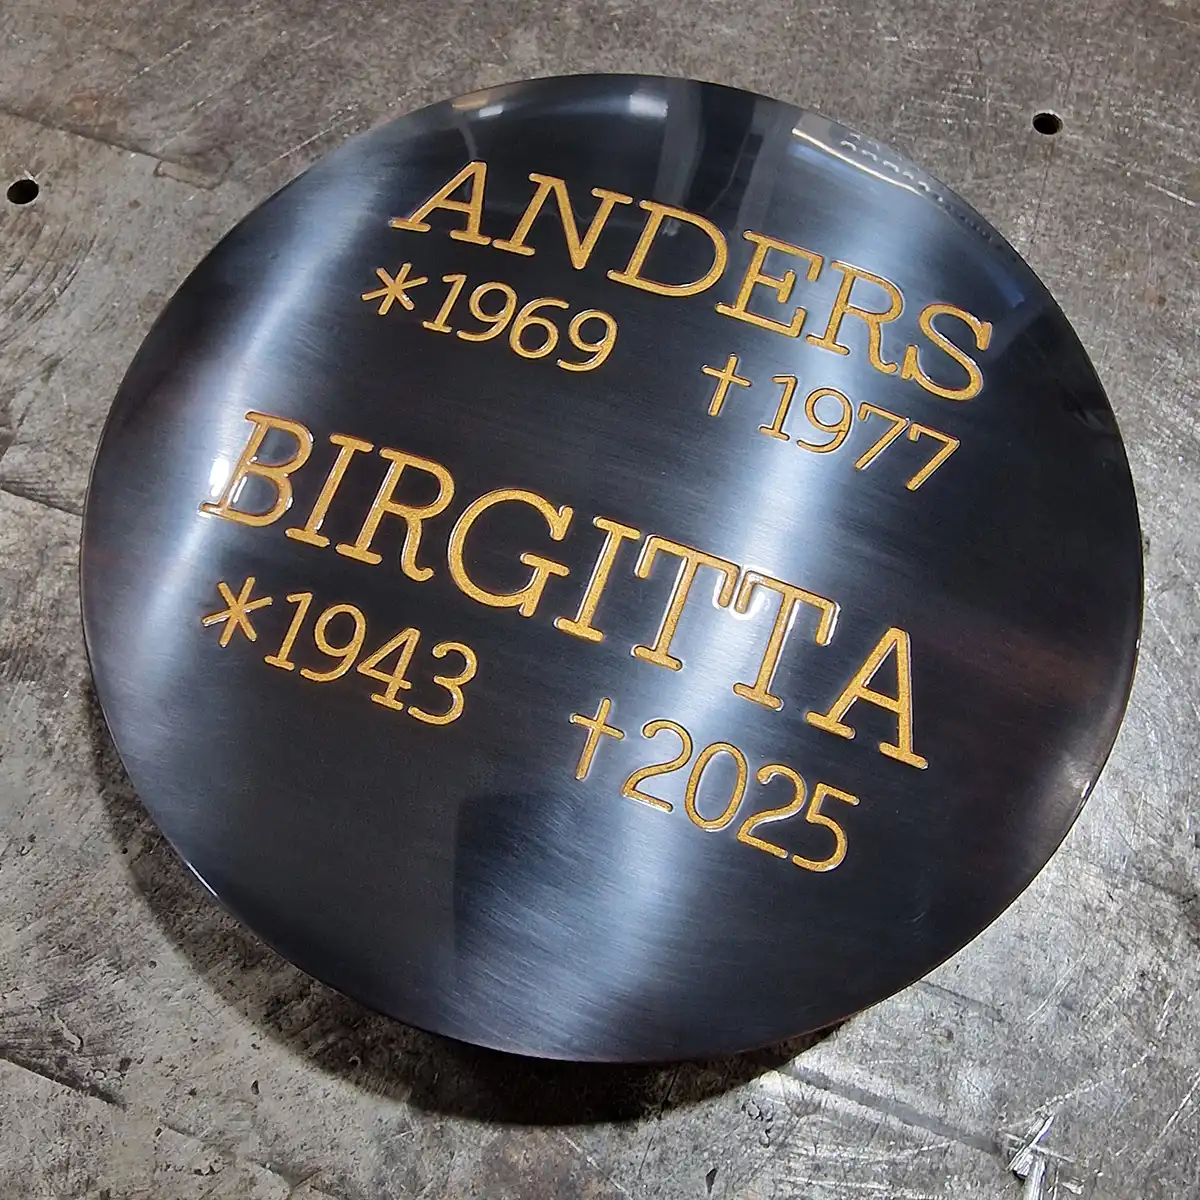 ANDERS
*1969 †1977
BIRGITTA
*1943 †2025